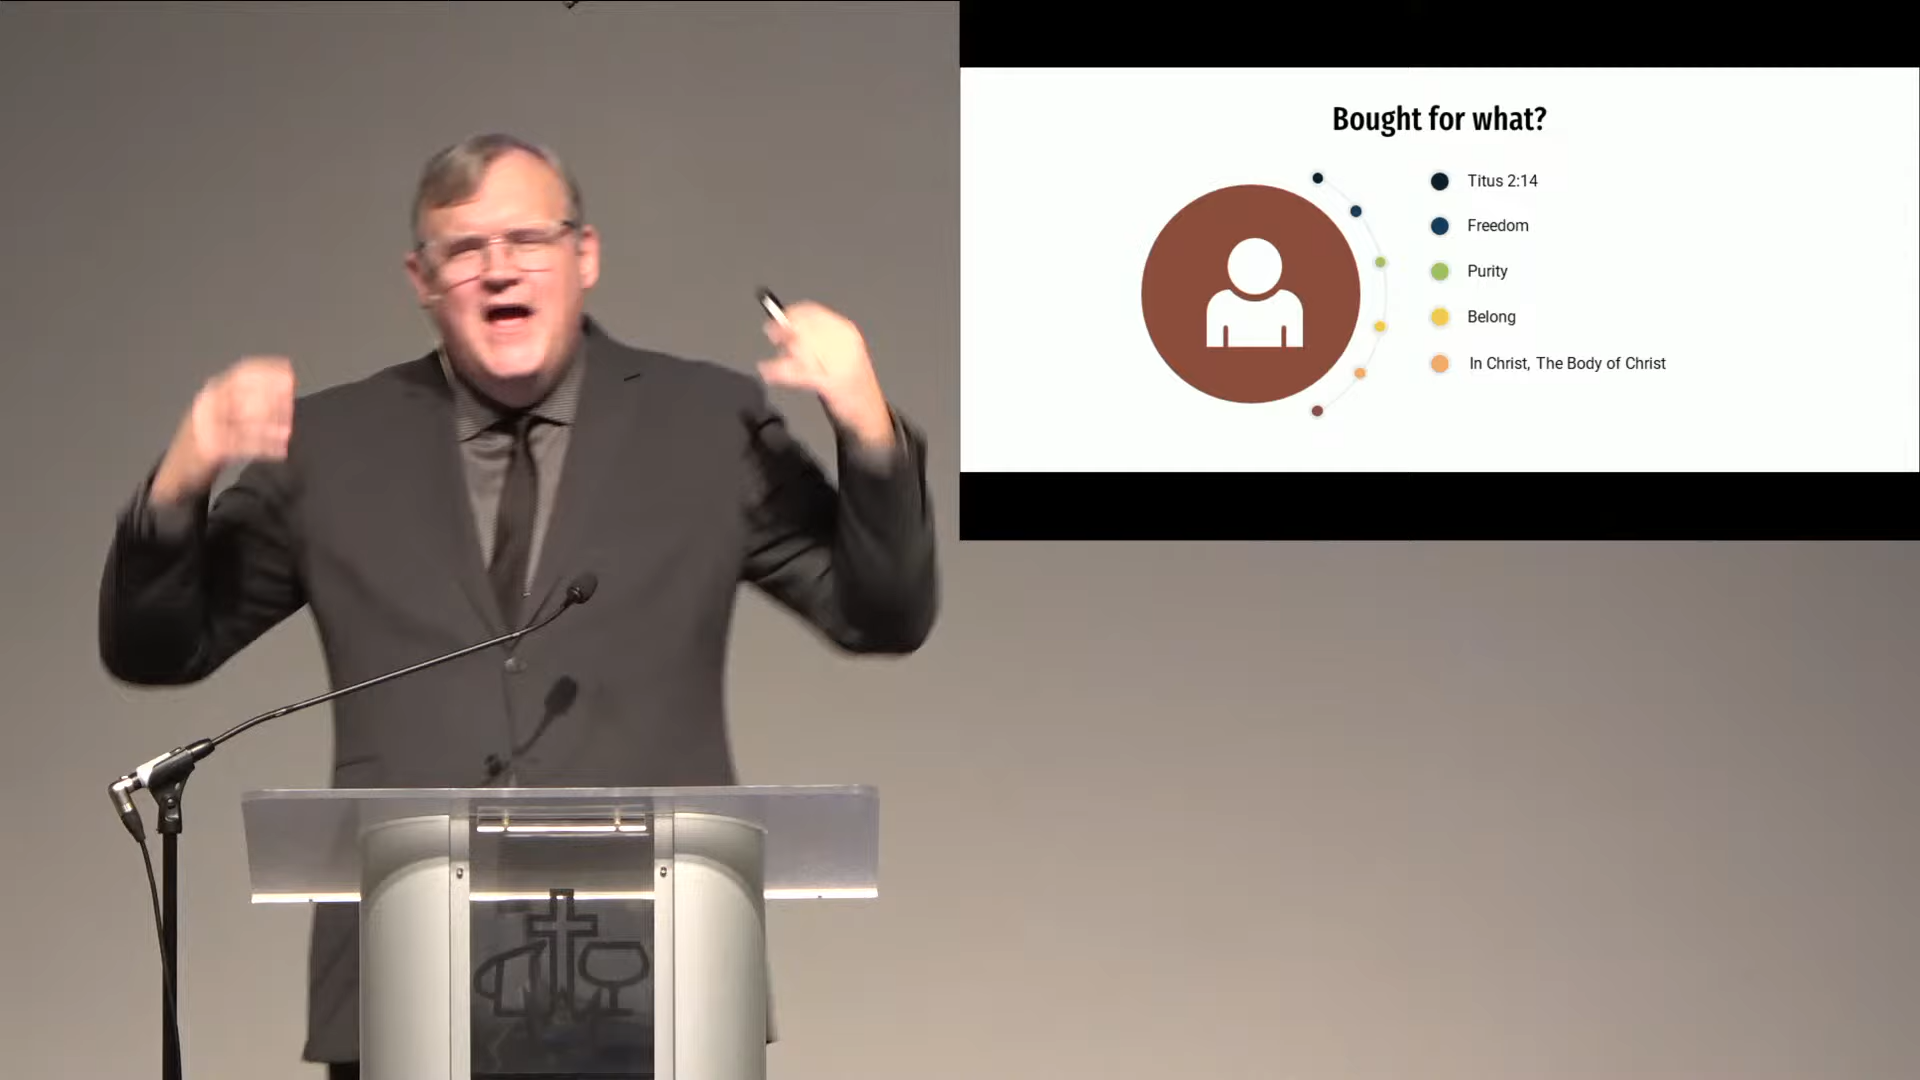 Bought for what?
Titus 2:14
Freedom
Purity
Belong
In Christ, The Body of Christ